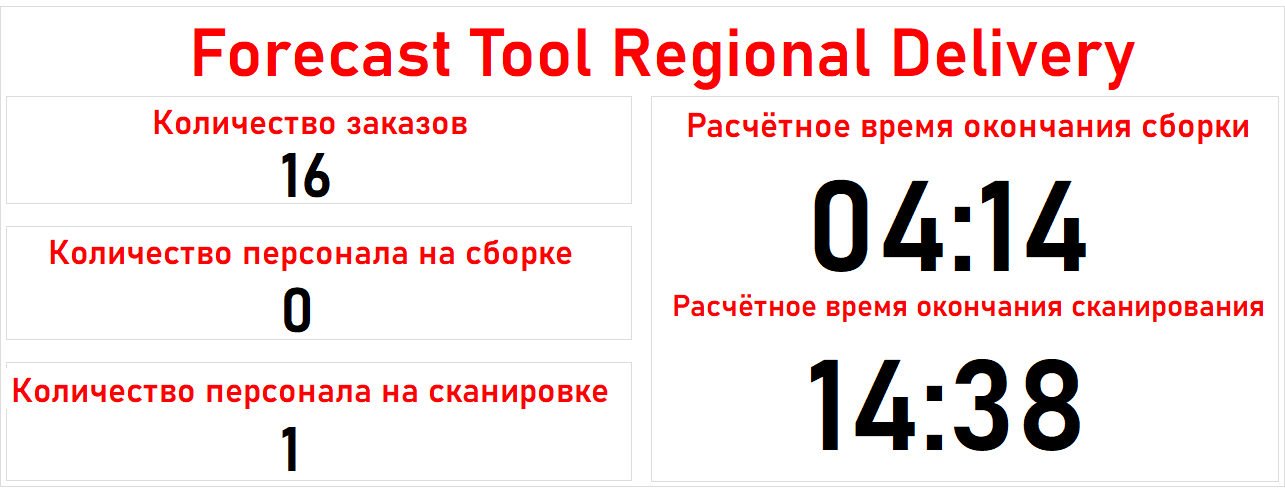 Forecast Tool Regional Delivery
Количество заказов
16
Количество персонала на сборке
0
Количество персонала на сканировке
1
Расчётное время окончания сборки
04:14
Расчётное время окончания сканирования
14:38